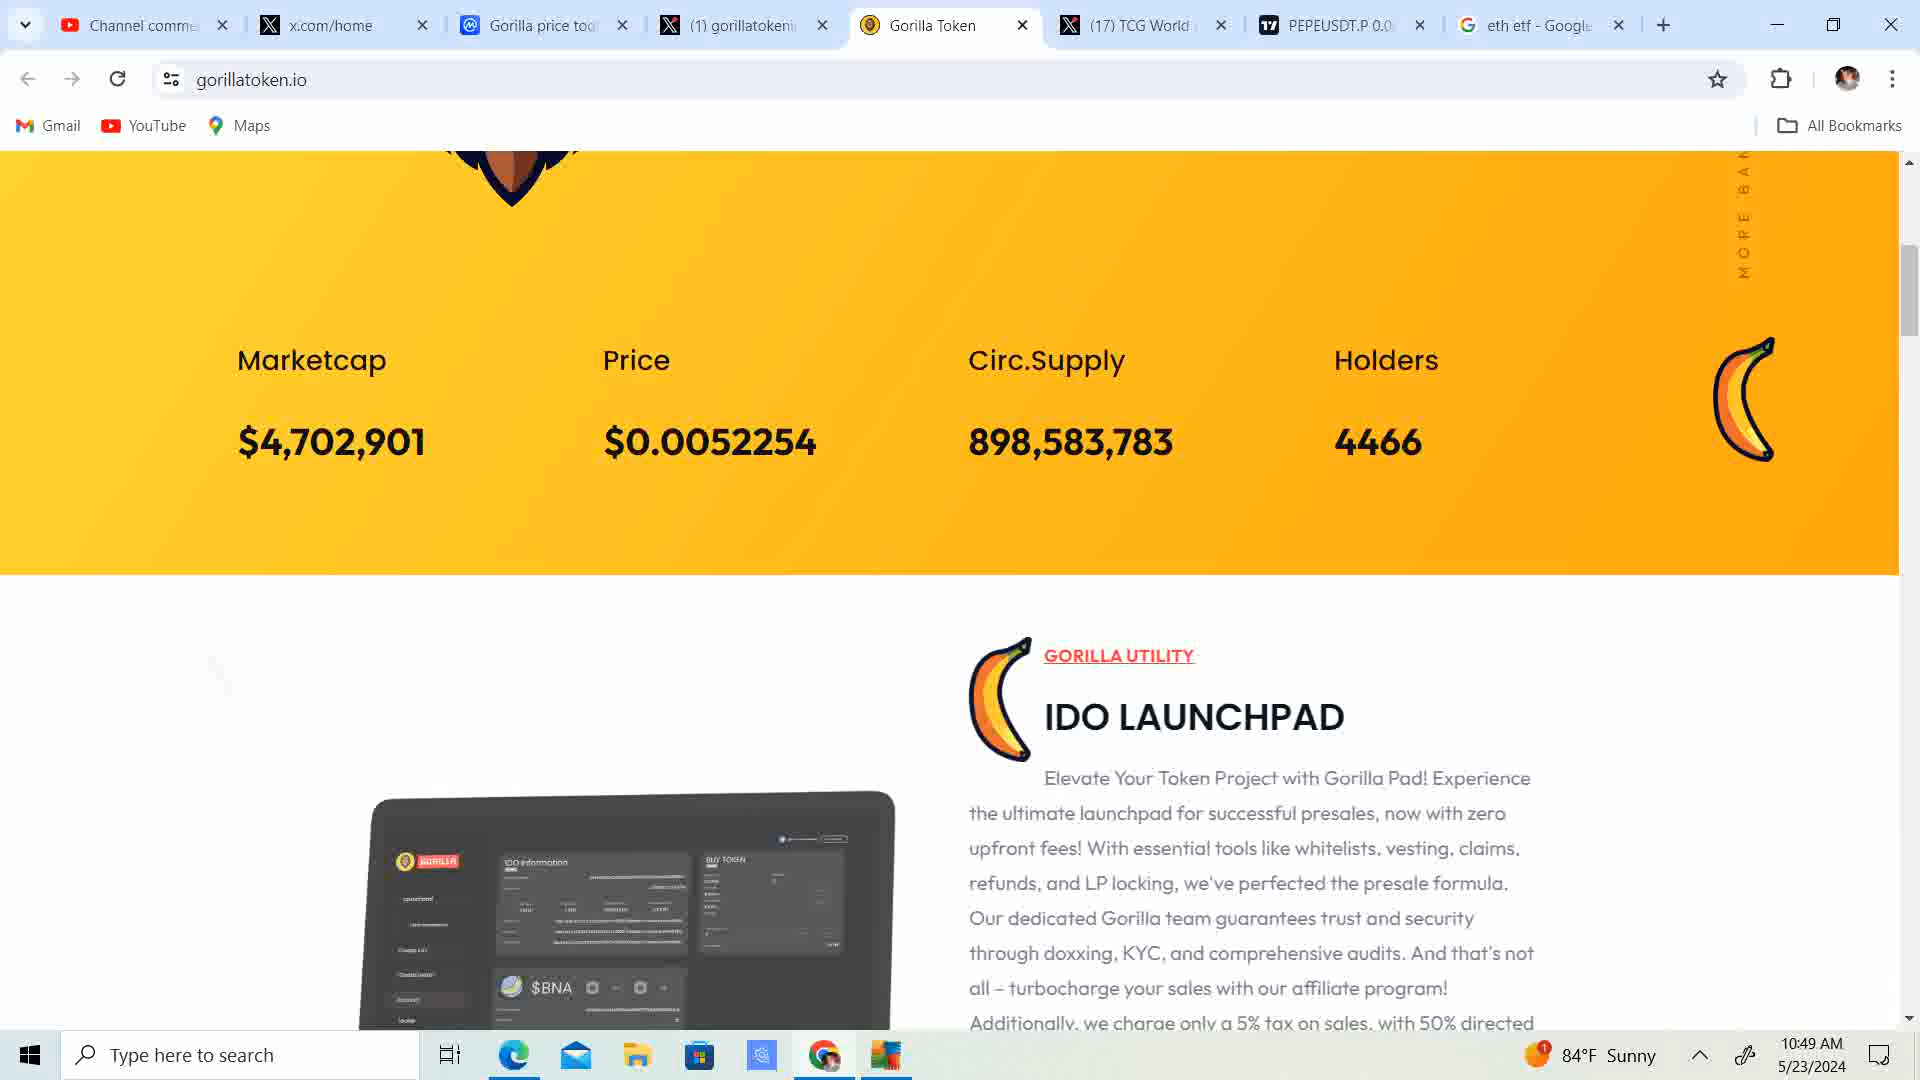 Channel comme
x.com/home
Gorilla price too
(1) gorillatokeni
Gorilla Token
(17) TCG World
PEPEUSDT.P 0.0
eth etf - Google
gorillatoken.io
Gmail
YouTube
Maps
All Bookmarks
MORE BA
Marketcap
Price
Circ.Supply
Holders
$4,702,901
$0.0052254
898,583,783
4466
GORILLA UTILITY
IDO LAUNCHPAD
Elevate Your Token Project with Gorilla Pad! Experience
the ultimate launchpad for successful presales, now with zero
upfront fees! With essential tools like whitelists, vesting, claims,
refunds, and LP locking, we've perfected the presale formula.
Our dedicated Gorilla team guarantees trust and security
through doxxing, KYC, and comprehensive audits. And that's not
all – turbocharge your sales with our affiliate program!
Additionally, we charge only a 5% tax on sales, with 50% directed
GORILLA
IDO Information
BUY TOKEN
$BNA
Type here to search
84°F Sunny
10:49 AM
5/23/2024